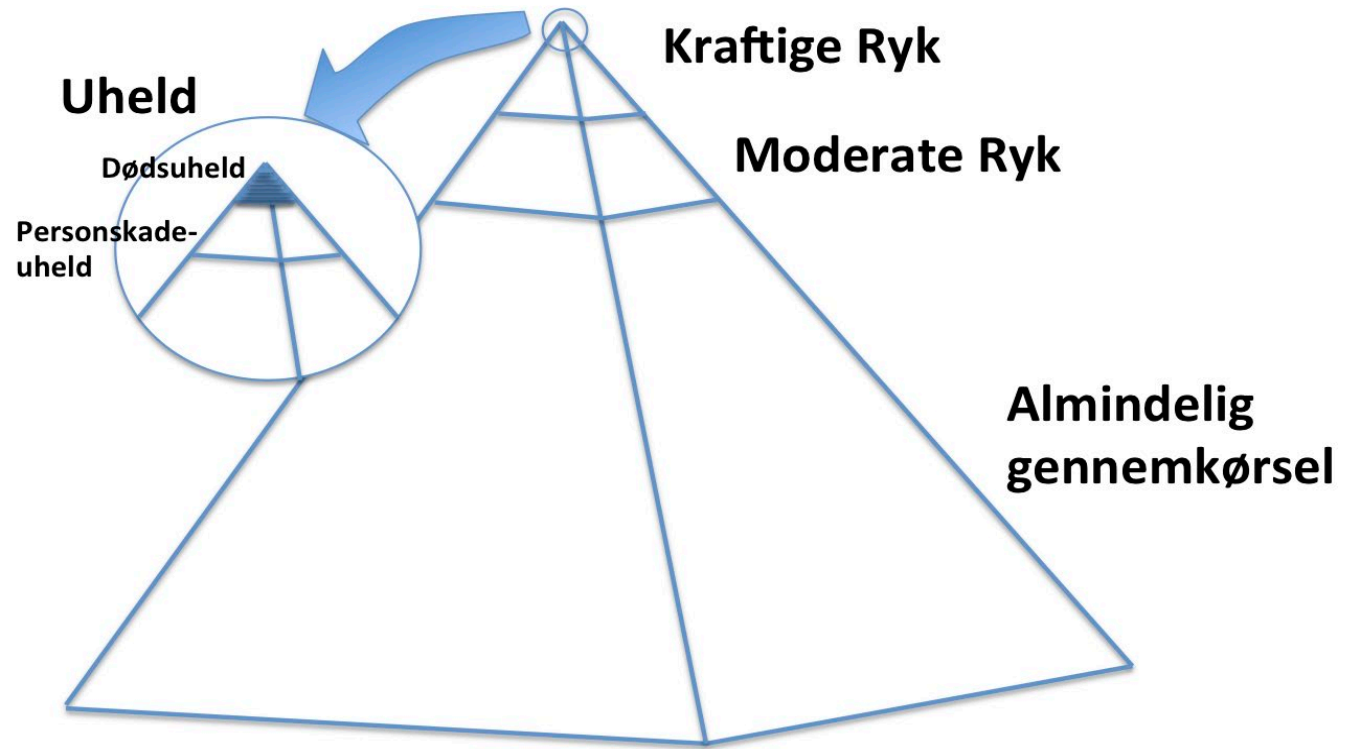 Kraftige Ryk
Uheld
Moderate Ryk
Dødsuheld
Personskade-
uheld
Almindelig
gennemkørsel